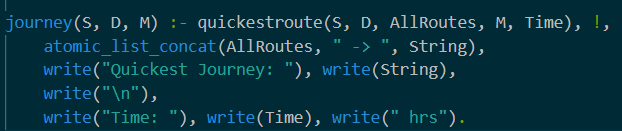 journey(S, D, M) :- quickestroute(S, D, AllRoutes, M, Time), !,
    atomic_list_concat(AllRoutes, " -> ", String),
    write("Quickest Journey: "), write(String),
    write("\n"),
    write("Time: "), write(Time), write(" hrs").